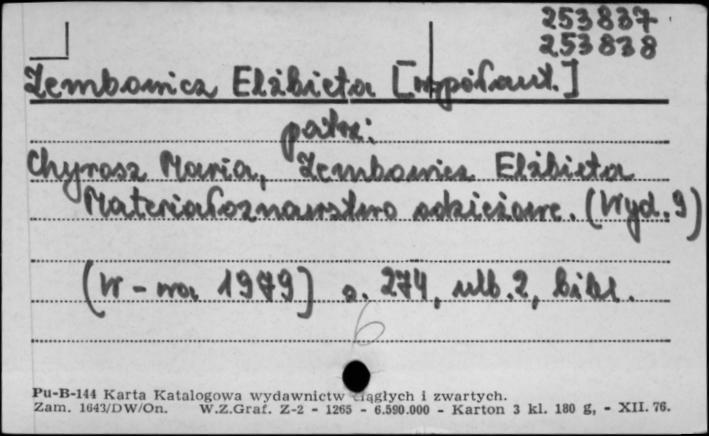 253837
253838
Zembowicz Elżbieta [współaut.]
patrz:
Chyrosz Maria, Zembowicz Elżbieta
Materiałoznawstwo odzieżowe. (Wyd. 9)
(W-wa 1979) s. 274, nlb. 2, bibl.
6
Pu-B-144 Karta Katalogowa wydawnictw ciągłych i zwartych.
Zam. 1643/DW/On. W.Z.Graf. Z-2 - 1265 - 6.590.000 - Karton 3 kl. 180 g, - XII. 76.